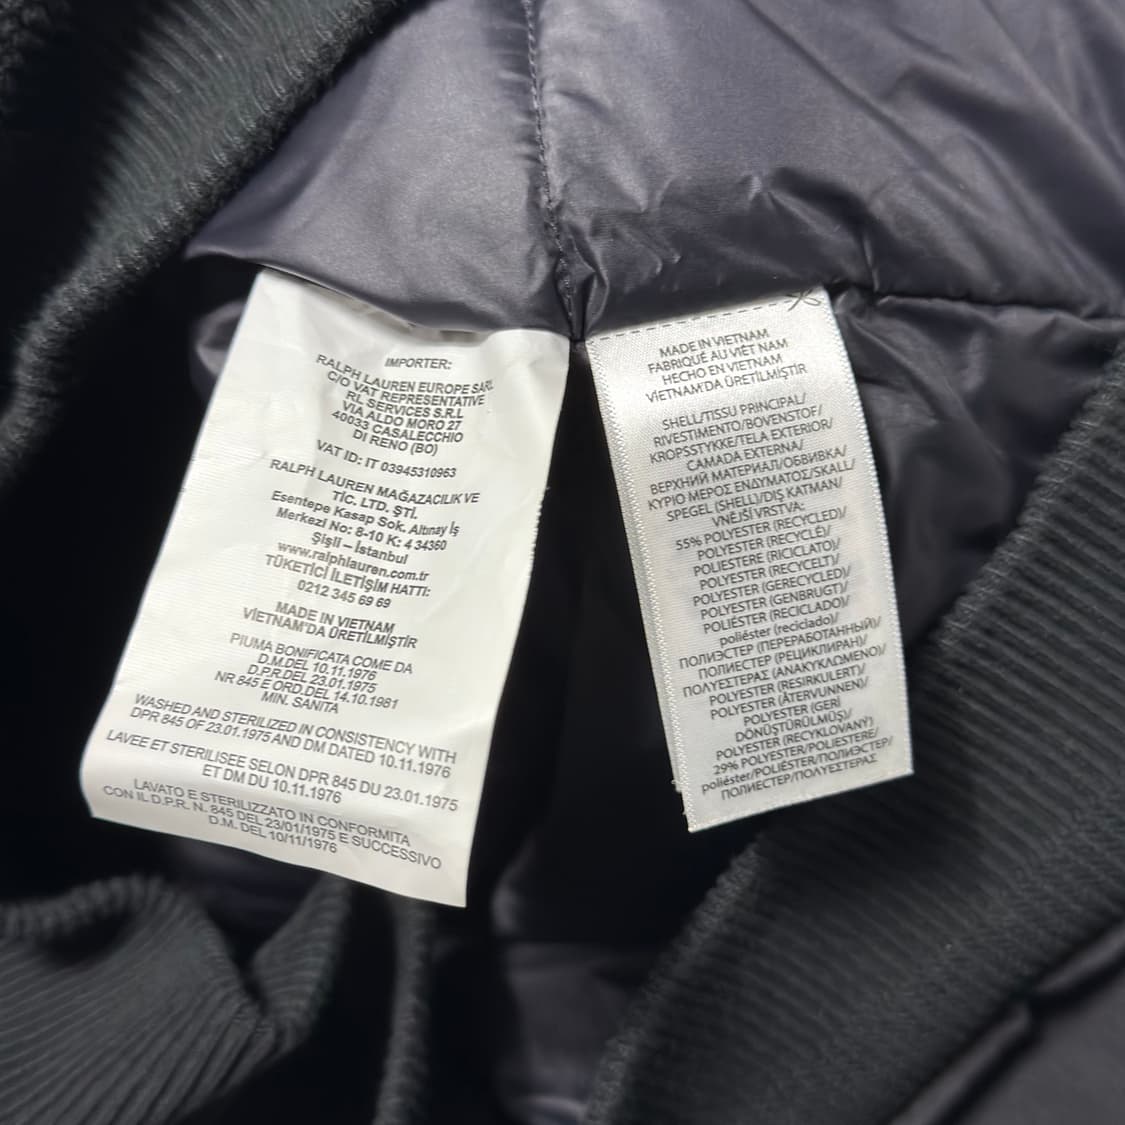 IMPORTER:
RALPH LAUREN EUROPE SARL
C/O VAT REPRESENTATIVE
RL SERVICES S.R.L
VIA ALDO MORO 27
40033 CASALECCHIO
DI RENO (BO)
VAT ID: IT 03945310963
RALPH LAUREN MAĞAZACILIK VE
TİC. LTD. ŞTİ.
Esentepe Kasap Sok. Altınay İş
Merkezi No: 8-10 K: 4 34360
Şişli – İstanbul
www.ralphlauren.com.tr
TÜKETİCİ İLETİŞİM HATTI:
0212 345 69 69
MADE IN VIETNAM
VİETNAM'DA ÜRETİLMİŞTİR
PIUMA BONIFICATA COME DA
D.M.DEL 10.11.1976
D.P.R.DEL 23.01.1975
NR 845 E ORD.DEL 14.10.1981
MIN. SANITA
WASHED AND STERILIZED IN CONSISTENCY WITH
DPR 845 OF 23.01.1975 AND DM DATED 10.11.1976
LAVEE ET STERILISEE SELON DPR 845 DU 23.01.1975
ET DM DU 10.11.1976
LAVATO E STERILIZZATO IN CONFORMITA
CON IL D.P.R. N. 845 DEL 23/01/1975 E SUCCESSIVO
D.M. DEL 10/11/1976
MADE IN VIETNAM
FABRIQUÉ AU VIÊT NAM
HECHO EN VIETNAM
VİETNAM'DA ÜRETİLMİŞTİR
SHELL/TISSU PRINCIPAL/
RIVESTIMENTO/BOVENSTOF/
KROPSSTYKKE/TELA EXTERIOR/
CAMADA EXTERNA/
ВЕРХНИЙ МАТЕРИАЛ/ОБВИВКА/
ΚΥΡΙΟ ΜΕΡΟΣ ΕΝΔΥΜΑΤΟΣ/SKALL/
SPEGEL (SHELL)/DIŞ KATMAN/
VNĚJŠÍ VRSTVA:
55% POLYESTER (RECYCLED)/
POLYESTER (RECYCLÉ)/
POLIESTERE (RICICLATO)/
POLYESTER (RECYCELT)/
POLYESTER (GERECYCLED)/
POLYESTER (GENBRUGT)/
POLIÉSTER (RECICLADO)/
poliéster (reciclado)/
ПОЛИЭСТЕР (ПЕРЕРАБОТАННЫЙ)/
ПОЛИЕСТЕР (РЕЦИКЛИРАН)/
ΠΟΛΥΕΣΤΕΡΑΣ (ΑΝΑΚΥΚΛΩΜΕΝΟ)/
POLYESTER (RESIRKULERT)/
POLYESTER (ÅTERVUNNEN)/
POLYESTER (GERİ
DÖNÜŞTÜRÜLMÜŞ)/
POLYESTER (RECYKLOVANÝ)
29% POLYESTER/POLIESTERE/
poliéster/POLIÉSTER/ПОЛИЭСТЕР/
ПОЛИЕСТЕР/ΠΟΛΥΕΣΤΕΡΑΣ